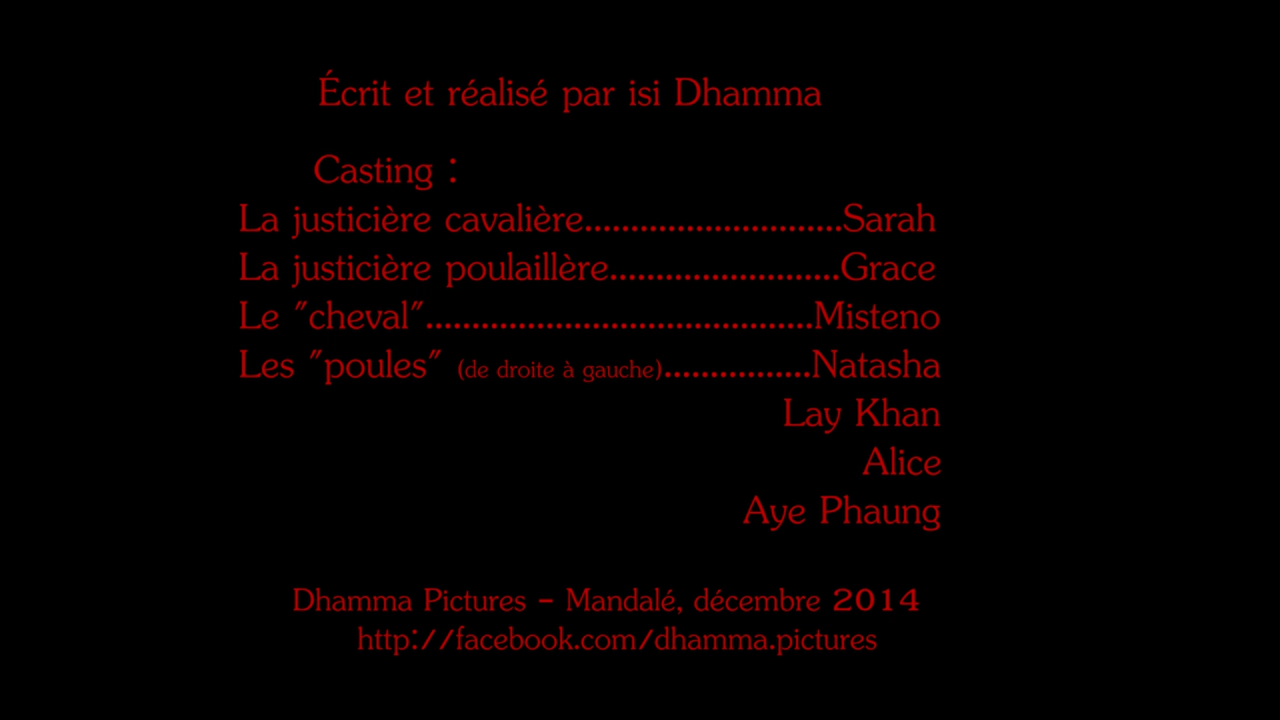 Écrit et réalisé par isi Dhamma
Casting :
La justicière cavalière............................Sarah
La justicière poulaillère.........................Grace
Le "cheval"..........................................Misteno
Les "poules" (de droite à gauche)................Natasha
Lay Khan
Alice
Aye Phaung
Dhamma Pictures – Mandalé, décembre 2014
http://facebook.com/dhamma.pictures